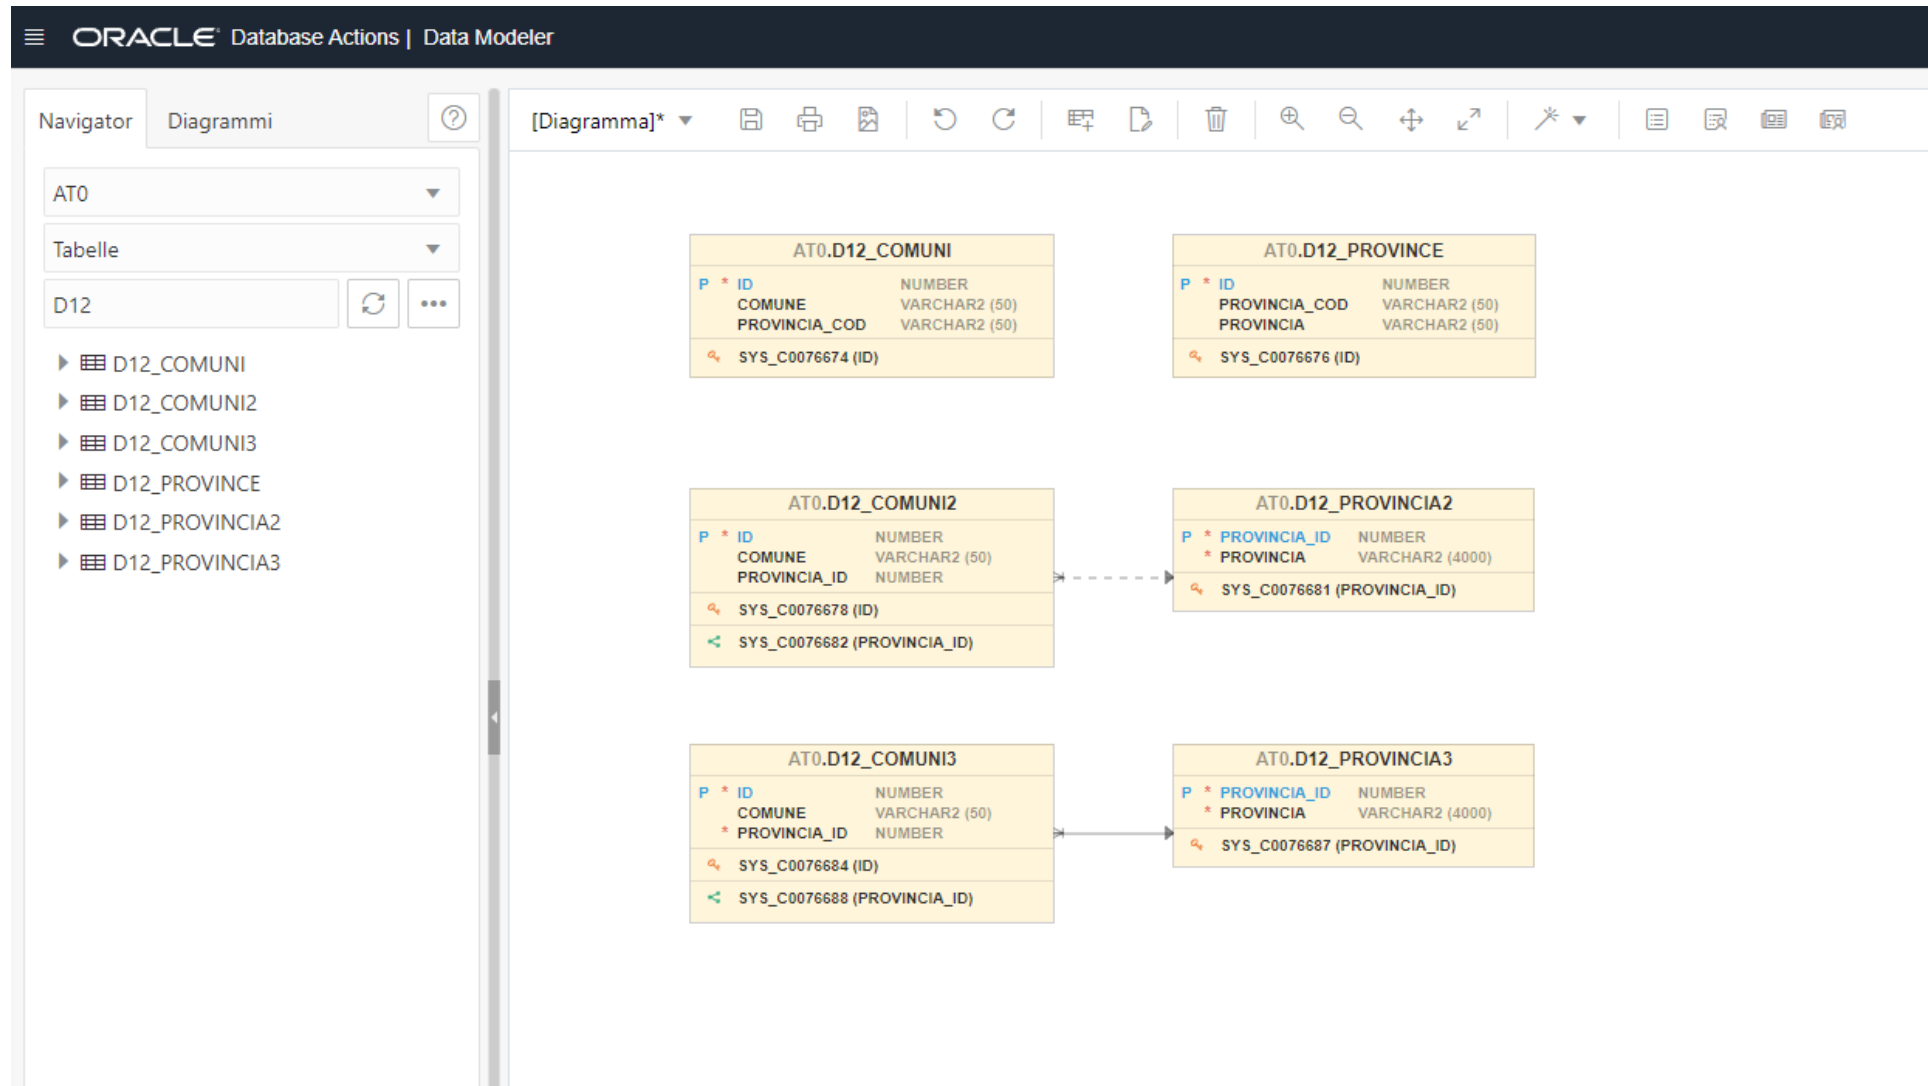 ORACLE Database Actions | Data Modeler
Navigator
Diagrammi
[Diagramma]*
AT0
Tabelle
D12
D12_COMUNI
D12_COMUNI2
D12_COMUNI3
D12_PROVINCE
D12_PROVINCIA2
D12_PROVINCIA3
AT0.D12_COMUNI
P * ID NUMBER
COMUNE VARCHAR2 (50)
PROVINCIA_COD VARCHAR2 (50)
SYS_C0076674 (ID)
AT0.D12_PROVINCE
P * ID NUMBER
PROVINCIA_COD VARCHAR2 (50)
PROVINCIA VARCHAR2 (50)
SYS_C0076676 (ID)
AT0.D12_COMUNI2
P * ID NUMBER
COMUNE VARCHAR2 (50)
PROVINCIA_ID NUMBER
SYS_C0076678 (ID)
SYS_C0076682 (PROVINCIA_ID)
AT0.D12_PROVINCIA2
P * PROVINCIA_ID NUMBER
* PROVINCIA VARCHAR2 (4000)
SYS_C0076681 (PROVINCIA_ID)
AT0.D12_COMUNI3
P * ID NUMBER
COMUNE VARCHAR2 (50)
* PROVINCIA_ID NUMBER
SYS_C0076684 (ID)
SYS_C0076688 (PROVINCIA_ID)
AT0.D12_PROVINCIA3
P * PROVINCIA_ID NUMBER
* PROVINCIA VARCHAR2 (4000)
SYS_C0076687 (PROVINCIA_ID)